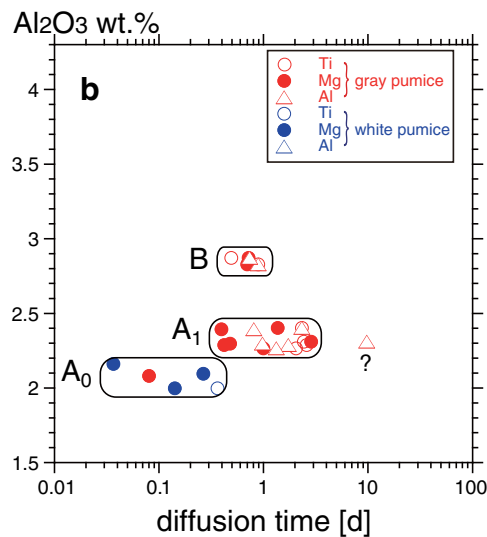 Al2O3 wt.%
b
Ti
Mg } gray pumice
Al
Ti
Mg } white pumice
Al
4
3.5
3
2.5
2
1.5
B
A1
A0
?
0.01 0.1 1 10 100
diffusion time [d]